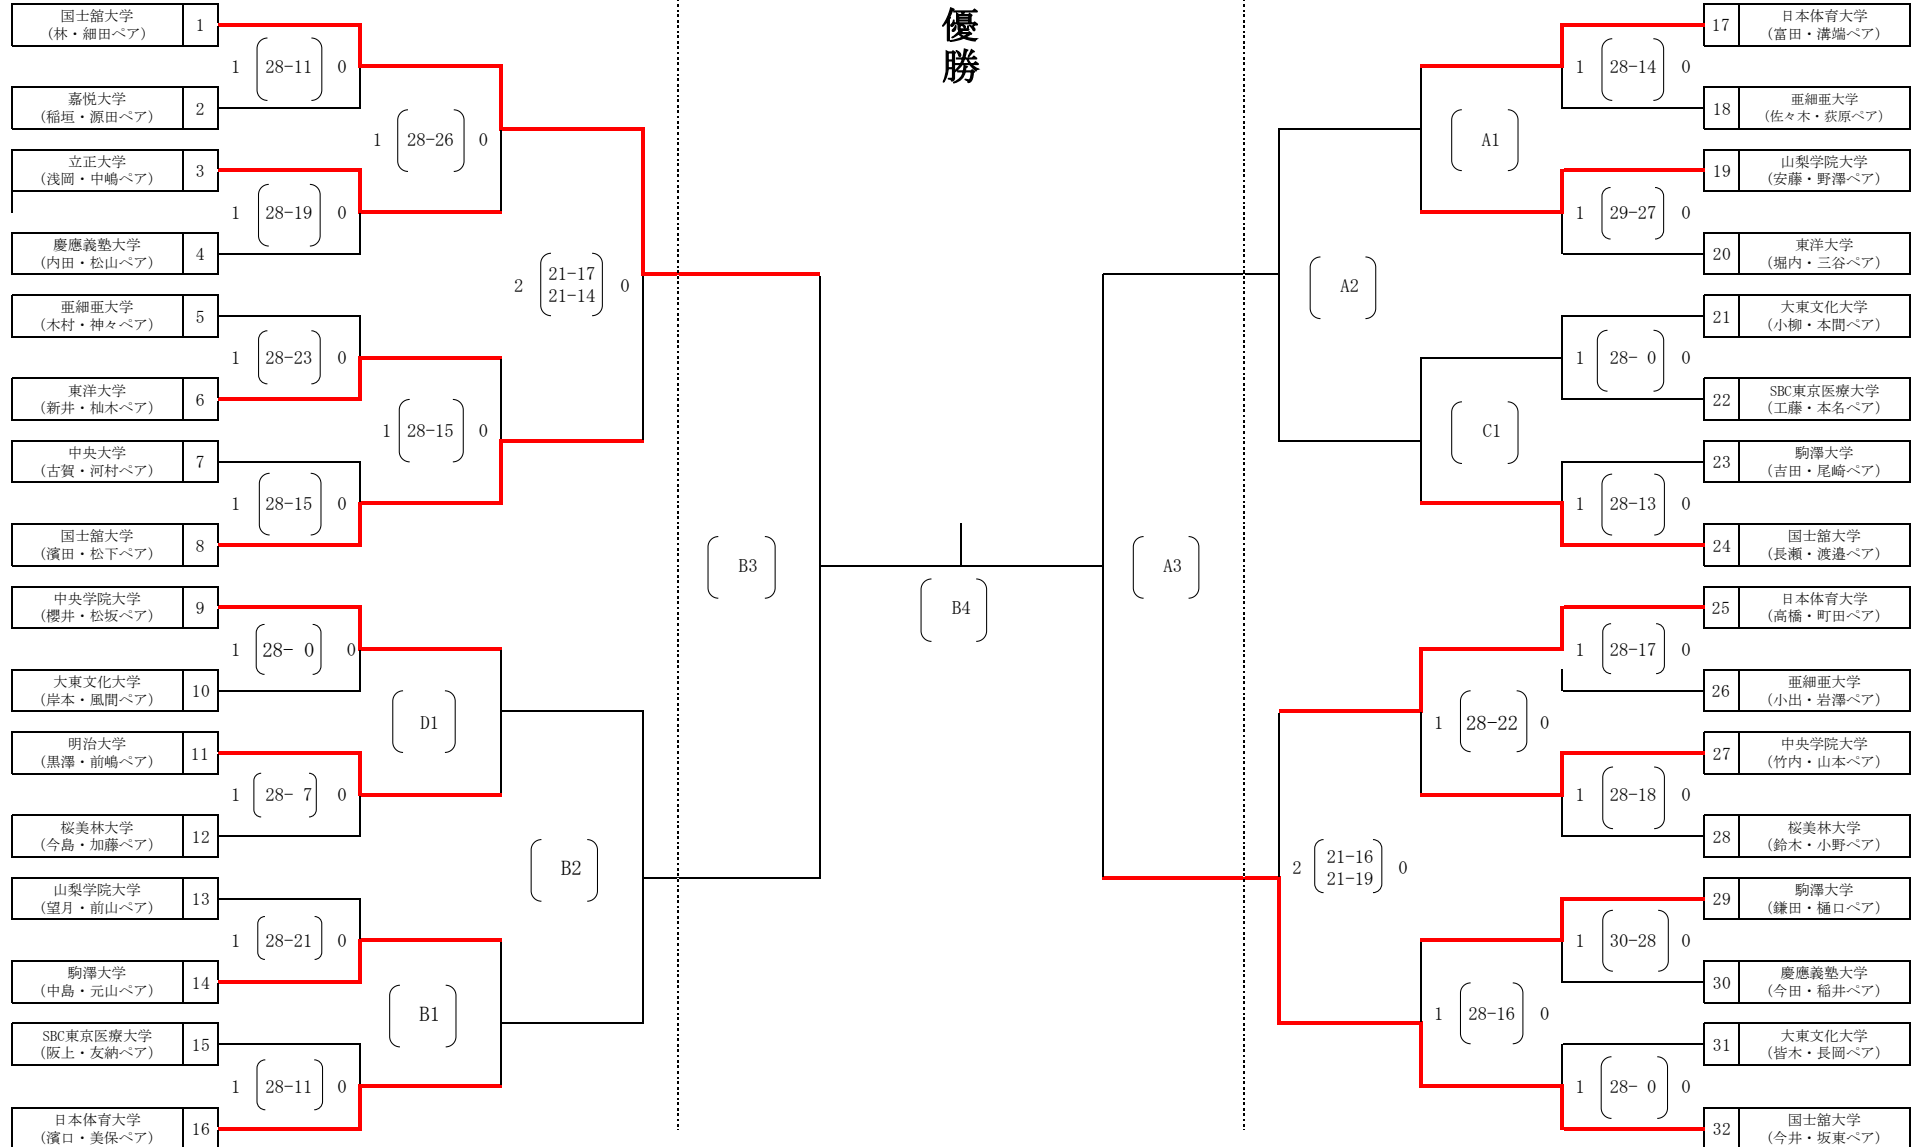 優
勝
国士舘大学
(林・細田ペア)
1
1 28-11 0
嘉悦大学
(稲垣・源田ペア)
2
1 28-26 0
立正大学
(浅岡・中嶋ペア)
3
1 28-19 0
慶應義塾大学
(内田・松山ペア)
4
2 21-17 0
21-14
亜細亜大学
(木村・神々ペア)
5
1 28-23 0
東洋大学
(新井・杣木ペア)
6
1 28-15 0
中央大学
(古賀・河村ペア)
7
1 28-15 0
国士舘大学
(濱田・松下ペア)
8
B3
中央学院大学
(櫻井・松坂ペア)
9
1 28- 0 0
大東文化大学
(岸本・風間ペア)
10
D1
明治大学
(黒澤・前嶋ペア)
11
1 28- 7 0
桜美林大学
(今島・加藤ペア)
12
B2
山梨学院大学
(望月・前山ペア)
13
1 28-21 0
駒澤大学
(中島・元山ペア)
14
B1
SBC東京医療大学
(阪上・友納ペア)
15
1 28-11 0
日本体育大学
(濱口・美保ペア)
16
B4
17
日本体育大学
(富田・溝端ペア)
1 28-14 0
18
亜細亜大学
(佐々木・荻原ペア)
A1
19
山梨学院大学
(安藤・野澤ペア)
1 29-27 0
20
東洋大学
(堀内・三谷ペア)
A2
21
大東文化大学
(小柳・本間ペア)
1 28- 0 0
22
SBC東京医療大学
(工藤・本名ペア)
C1
23
駒澤大学
(吉田・尾崎ペア)
1 28-13 0
24
国士舘大学
(長瀬・渡邉ペア)
A3
25
日本体育大学
(高橋・町田ペア)
1 28-17 0
26
亜細亜大学
(小出・岩澤ペア)
1 28-22 0
27
中央学院大学
(竹内・山本ペア)
1 28-18 0
28
桜美林大学
(鈴木・小野ペア)
2 21-16 0
21-19
29
駒澤大学
(鎌田・樋口ペア)
1 30-28 0
30
慶應義塾大学
(今田・稲井ペア)
1 28-16 0
31
大東文化大学
(皆木・長岡ペア)
1 28- 0 0
32
国士舘大学
(今井・坂東ペア)